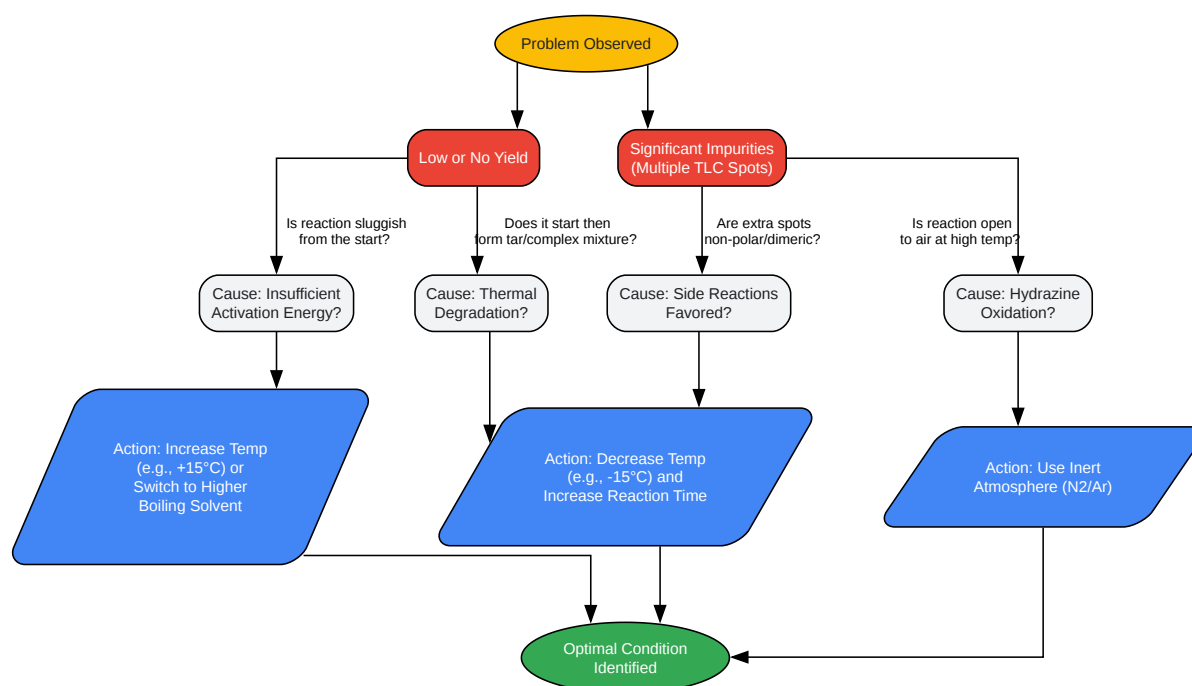 Problem Observed
Low or No Yield
Significant Impurities
(Multiple TLC Spots)
Is reaction sluggish
from the start?
Does it start then
form tar/complex mixture?
Are extra spots
non-polar/dimeric?
Is reaction open
to air at high temp?
Cause: Insufficient
Activation Energy?
Cause: Thermal
Degradation?
Cause: Side Reactions
Favored?
Cause: Hydrazine
Oxidation?
Action: Increase Temp
(e.g., +15°C) or
Switch to Higher
Boiling Solvent
Action: Decrease Temp
(e.g., -15°C) and
Increase Reaction Time
Action: Use Inert
Atmosphere (N2/Ar)
Optimal Condition
Identified